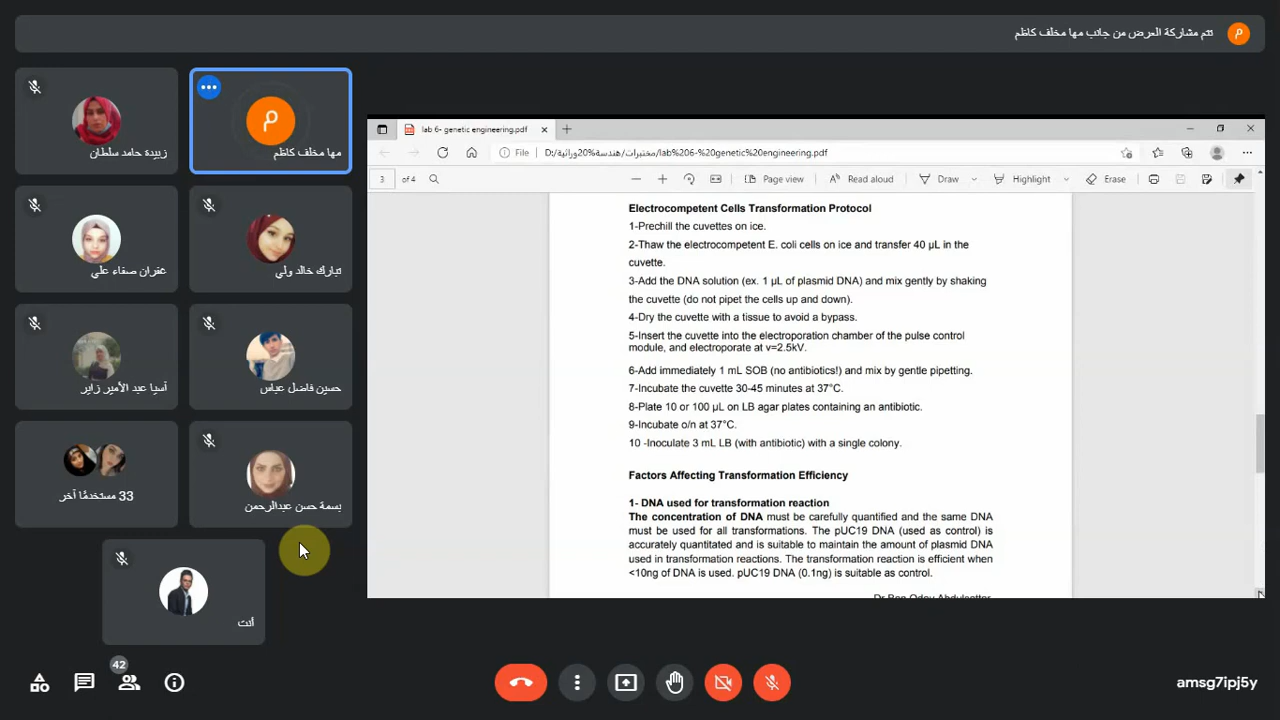 تتم مشاركة العرض من جانب مها مخلف كاظم
م
زبيدة حامد سلطان
م
مها مخلف كاظم
غفران صفاء علي
تبارك خالد ولي
آسيا عبد الأمير زاير
حسين فاضل عباس
33 مستخدمًا آخر
بسمة حسن عبدالرحمن
أنت
lab 6- genetic engineering.pdf
File
D:/مختبرات/هندسة%20وراثية/lab%206-%20genetic%20engineering.pdf
3 of 4
Page view
Read aloud
Draw
Highlight
Erase
Electrocompetent Cells Transformation Protocol
1-Prechill the cuvettes on ice.
2-Thaw the electrocompetent E. coli cells on ice and transfer 40 µL in the
cuvette.
3-Add the DNA solution (ex. 1 µL of plasmid DNA) and mix gently by shaking
the cuvette (do not pipet the cells up and down).
4-Dry the cuvette with a tissue to avoid a bypass.
5-Insert the cuvette into the electroporation chamber of the pulse control
module, and electroporate at v=2.5kV.
6-Add immediately 1 mL SOB (no antibiotics!) and mix by gentle pipetting.
7-Incubate the cuvette 30-45 minutes at 37°C.
8-Plate 10 or 100 µL on LB agar plates containing an antibiotic.
9-Incubate o/n at 37°C.
10 -Inoculate 3 mL LB (with antibiotic) with a single colony.
Factors Affecting Transformation Efficiency
1- DNA used for transformation reaction
The concentration of DNA must be carefully quantified and the same DNA
must be used for all transformations. The pUC19 DNA (used as control) is
accurately quantitated and is suitable to maintain the amount of plasmid DNA
used in transformation reactions. The transformation reaction is efficient when
<10ng of DNA is used. pUC19 DNA (0.1ng) is suitable as control.
42
amsg7ipj5y